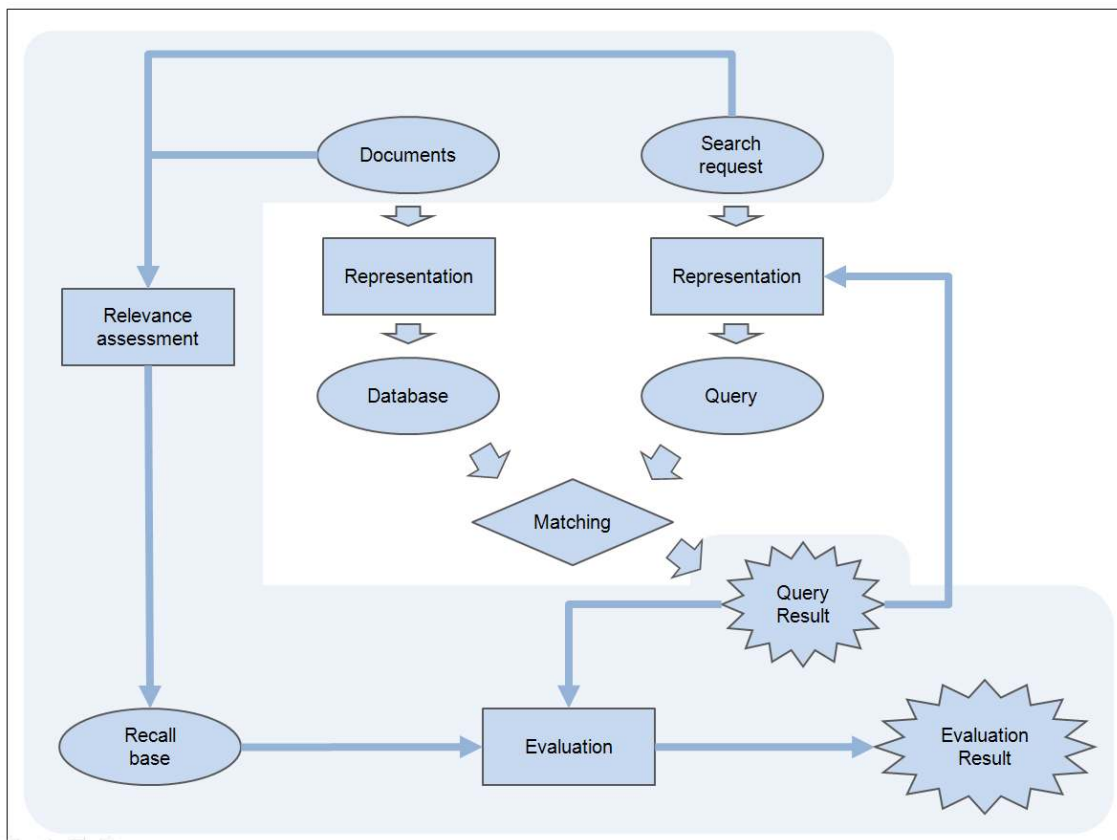 Documents
Search
request
Representation
Representation
Relevance
assessment
Database
Query
Matching
Query
Result
Recall
base
Evaluation
Evaluation
Result